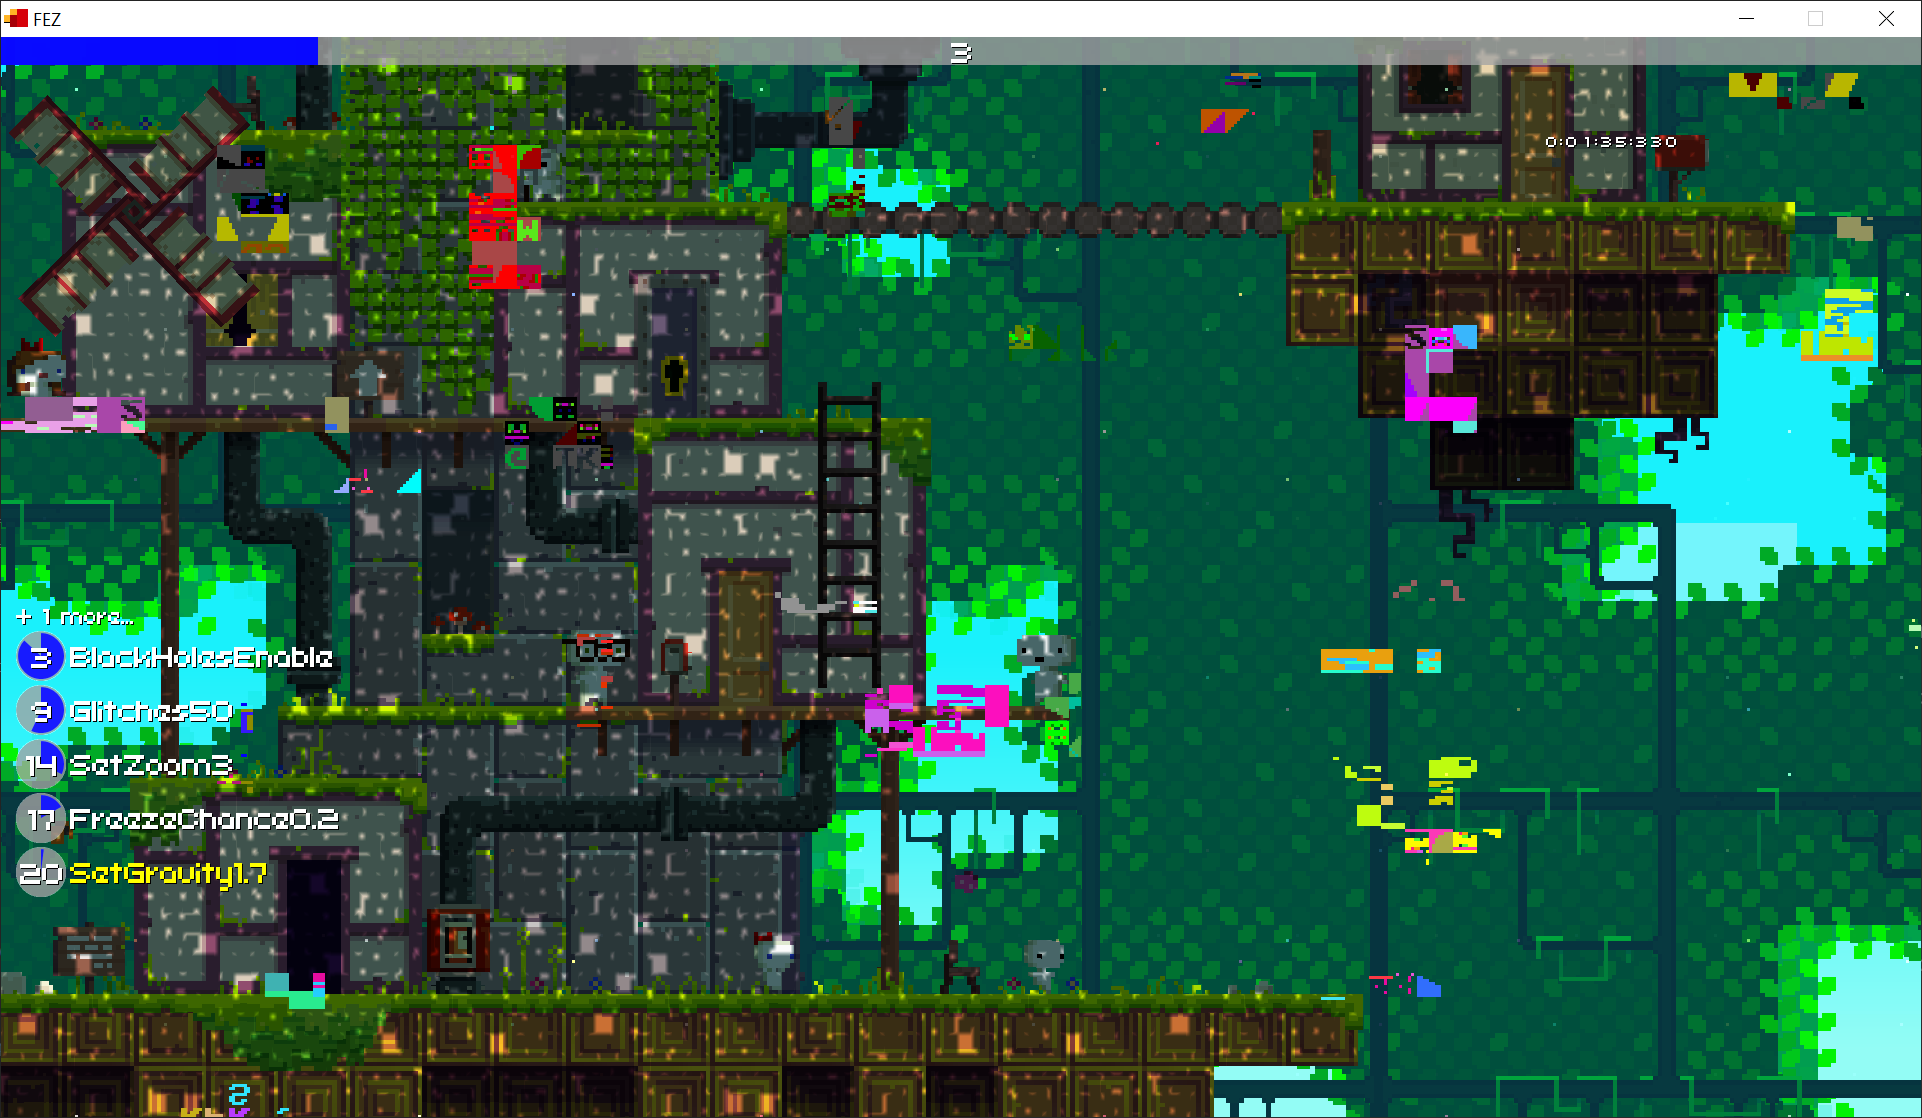 FEZ
3
0:01:35:330
+ 1 more...
3 BlackHolesEnable
9 Glitches50
14 SetZoom3
17 FreezeChance0.2
20 SetGravity1.7
2